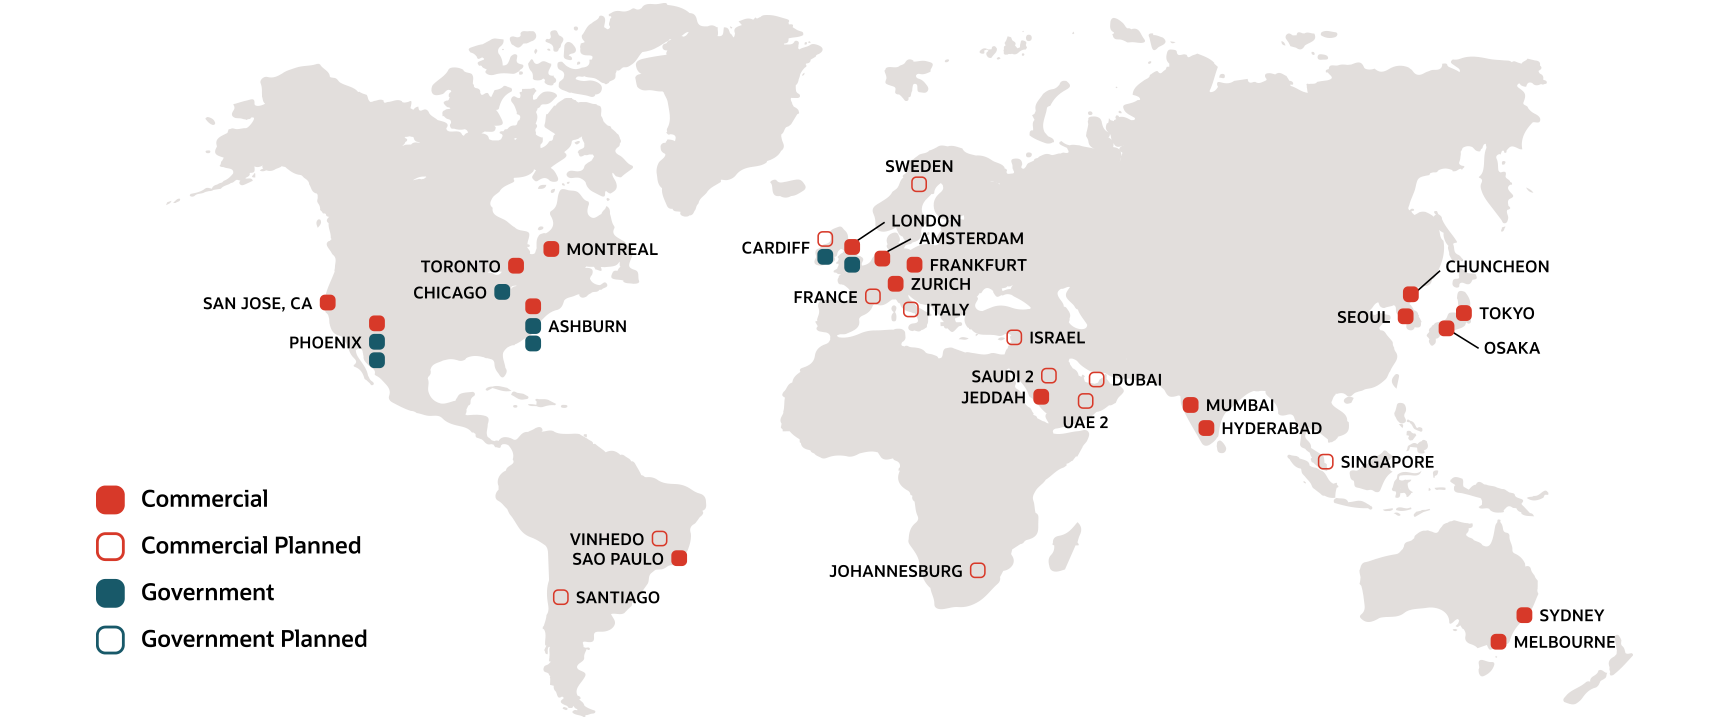 SWEDEN
LONDON
AMSTERDAM
CARDIFF
MONTREAL
TORONTO
FRANKFURT
CHUNCHEON
ZURICH
CHICAGO
FRANCE
SAN JOSE, CA
ITALY
TOKYO
SEOUL
ASHBURN
ISRAEL
PHOENIX
OSAKA
SAUDI 2
DUBAI
JEDDAH
MUMBAI
UAE 2
HYDERABAD
SINGAPORE
Commercial
Commercial Planned
Government
Government Planned
VINHEDO
SAO PAULO
JOHANNESBURG
SANTIAGO
SYDNEY
MELBOURNE